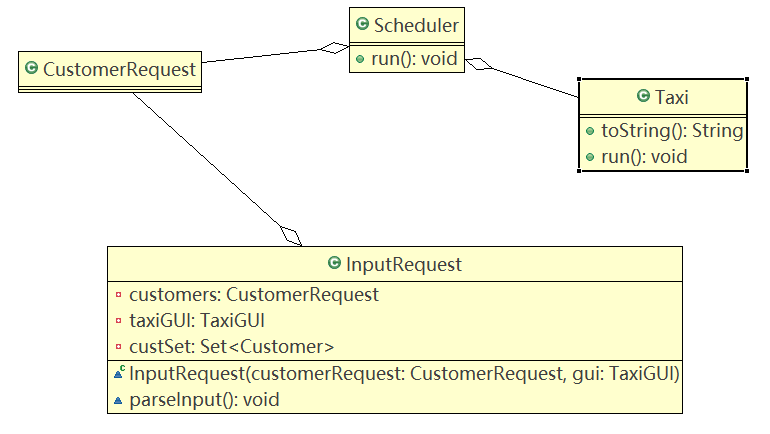 Scheduler
run(): void
CustomerRequest
Taxi
toString(): String
run(): void
InputRequest
customers: CustomerRequest
taxiGUI: TaxiGUI
custSet: Set<Customer>
InputRequest(customerRequest: CustomerRequest, gui: TaxiGUI)
parseInput(): void